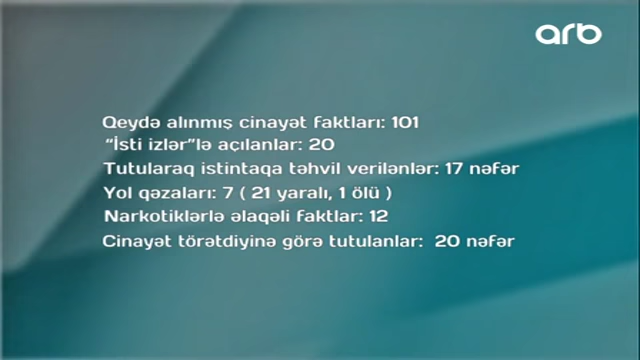 arb
Qeydə alınmış cinayət faktları: 101
"İsti izlər"lə açılanlar: 20
Tutularaq istintaqa təhvil verilənlər: 17 nəfər
Yol qəzaları: 7 ( 21 yaralı, 1 ölü )
Narkotiklərlə əlaqəli faktlar: 12
Cinayət törətdiyinə görə tutulanlar:  20 nəfər